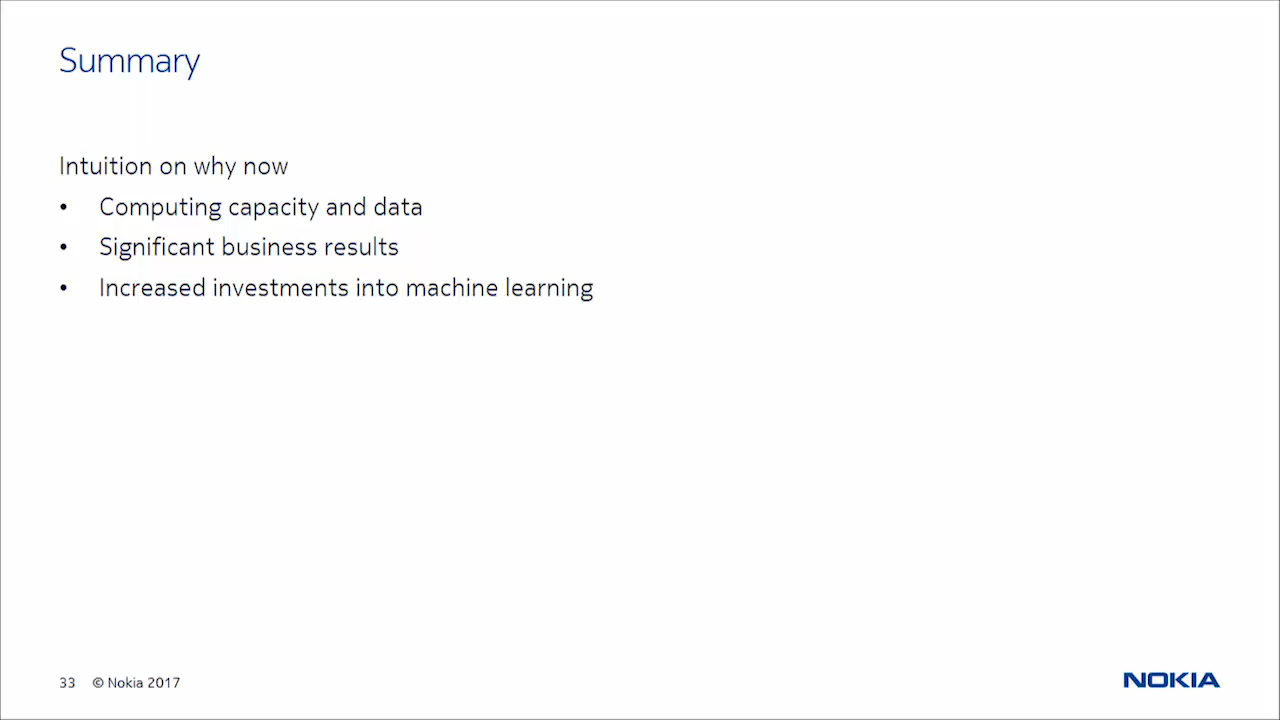 Summary
Intuition on why now
• Computing capacity and data
• Significant business results
• Increased investments into machine learning
33 © Nokia 2017
NOKIA